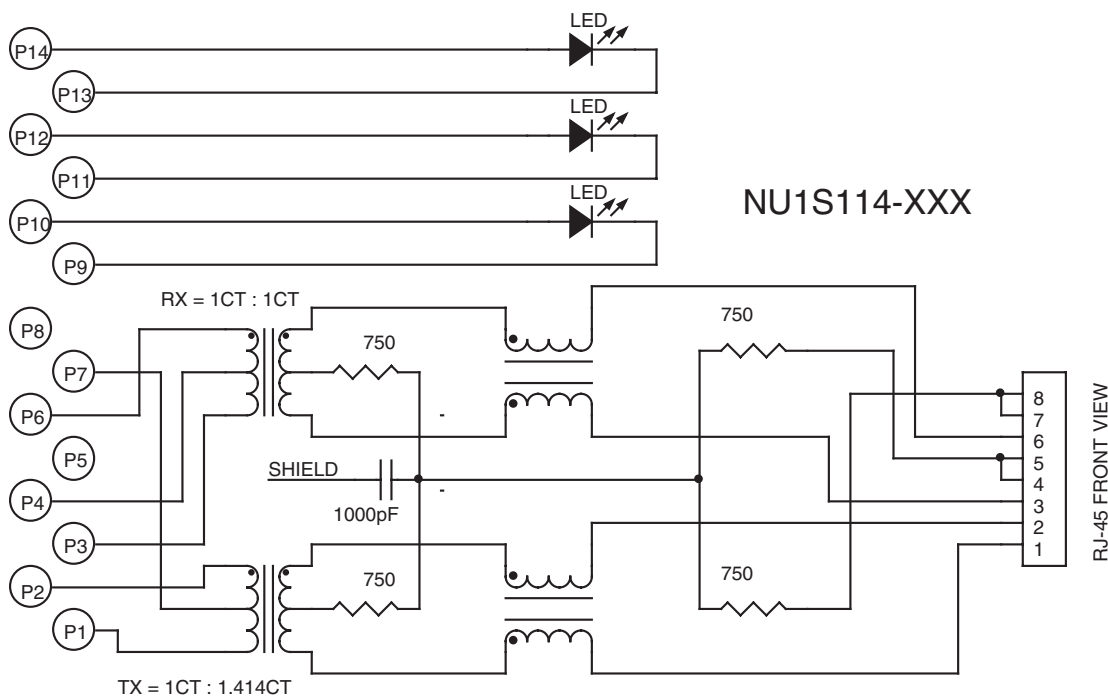 LED
P14
P13
LED
P12
P11
LED
P10
P9
NU1S114-XXX
RX = 1CT : 1CT
P8
P7
P6
P5
P4
P3
P2
P1
750
750
SHIELD
1000pF
750
750
8
7
6
5
4
3
2
1
RJ-45 FRONT VIEW
TX = 1CT : 1.414CT